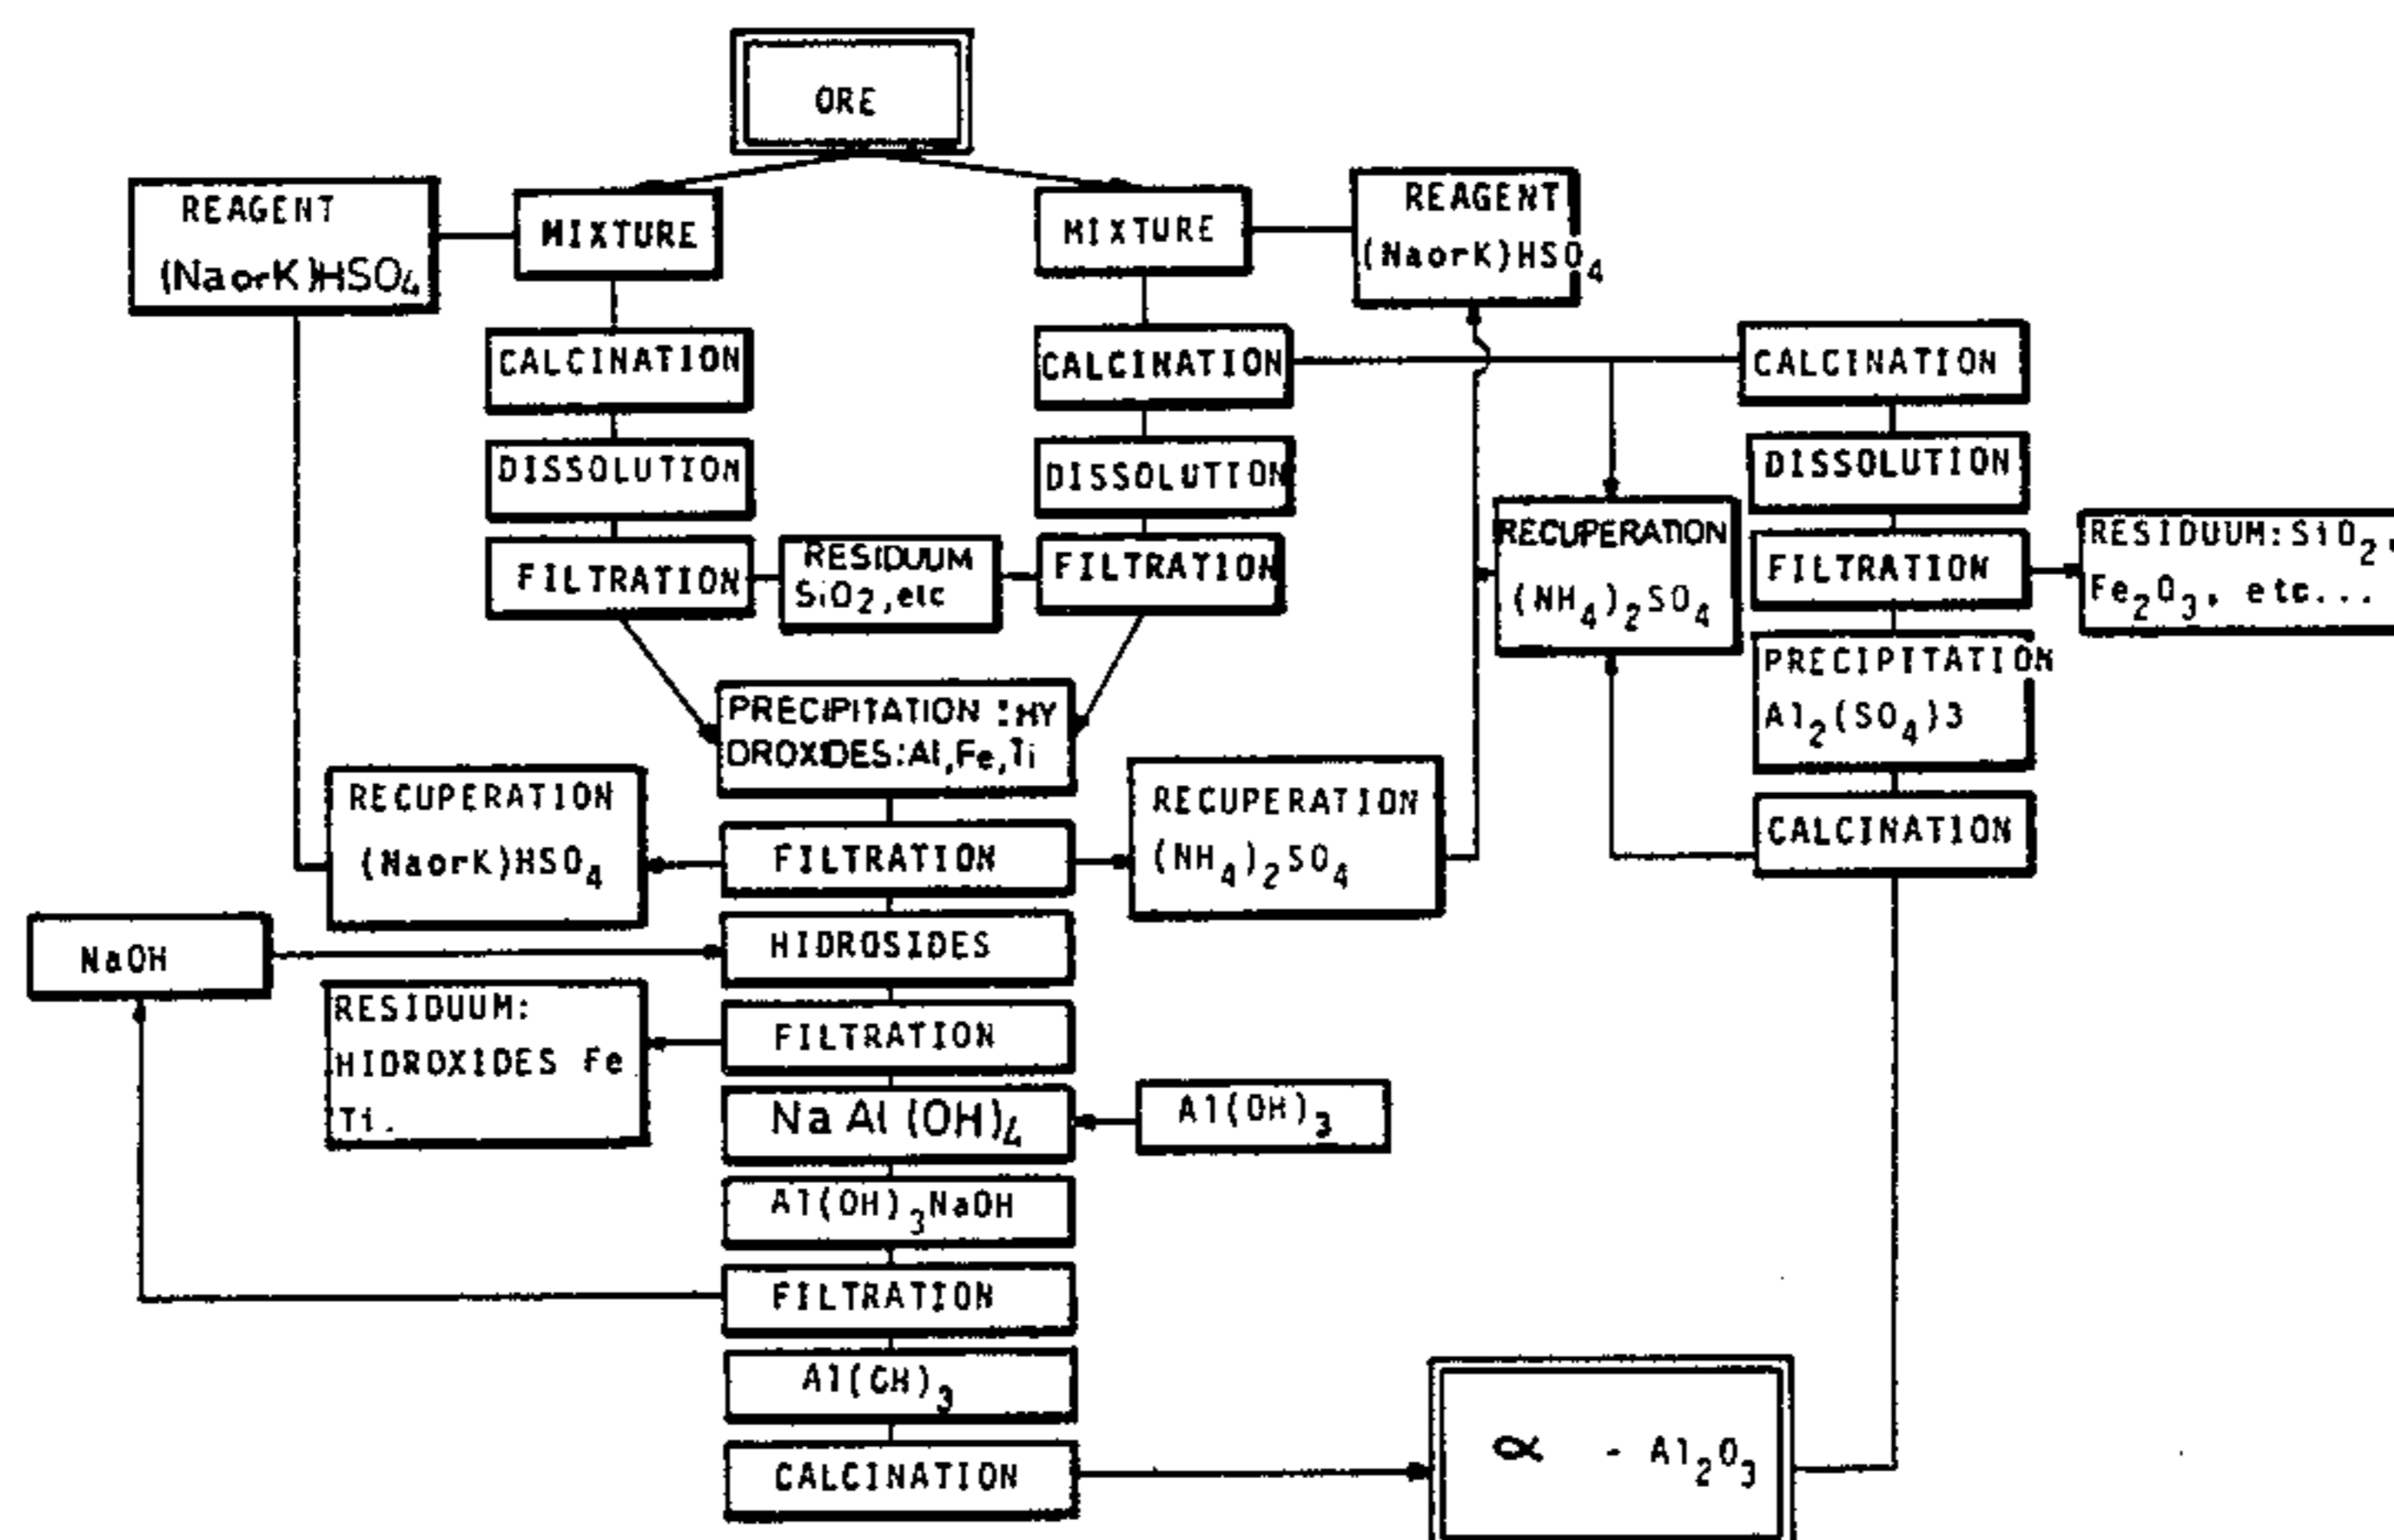 ORE
REAGENT
(NaorK)HSO4
MIXTURE
MIXTURE
REAGENT
(NaorK)HSO4
CALCINATION
CALCINATION
CALCINATION
DISSOLUTION
DISSOLUTION
DISSOLUTION
FILTRATION
RESIDUUM
SiO2,etc
FILTRATION
RECUPERATION
(NH4)2SO4
FILTRATION
RESIDUUM:SiO2,
Fe2O3, etc...
PRECIPITATION
Al2(SO4)3
PRECIPITATION :HY
DROXIDES:Al,Fe,Ti
RECUPERATION
(NaorK)HSO4
FILTRATION
RECUPERATION
(NH4)2SO4
CALCINATION
NaOH
HIDROSIDES
RESIDUUM:
HIDROXIDES Fe
Ti.
FILTRATION
Na Al (OH)4
Al(OH)3
Al(OH)3NaOH
FILTRATION
Al(OH)3
CALCINATION
α - Al2O3